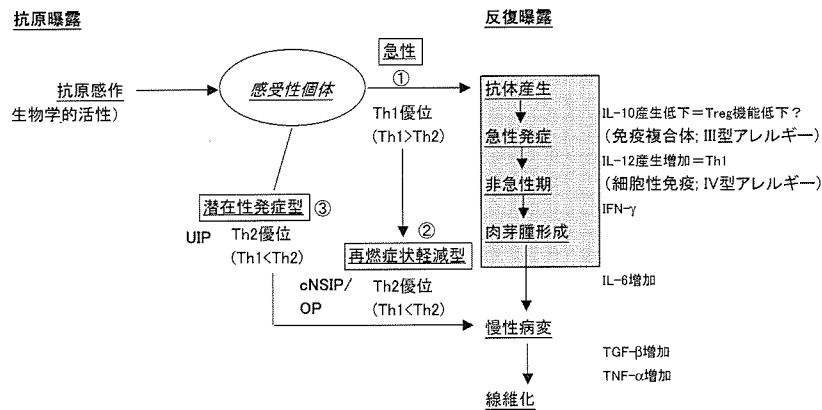 抗原曝露
反復曝露
急性
①
抗原感作
生物学的活性)
感受性個体
Th1優位
(Th1>Th2)
抗体産生
IL-10産生低下=Treg機能低下?
急性発症
(免疫複合体; III型アレルギー)
IL-12産生増加=Th1
非急性期
(細胞性免疫; IV型アレルギー)
IFN-γ
肉芽腫形成
潜在性発症型
③
UIP
Th2優位
(Th1<Th2)
②
再燃症状軽減型
cNSIP/
OP
Th2優位
(Th1<Th2)
IL-6増加
慢性病変
TGF-β増加
TNF-α増加
線維化